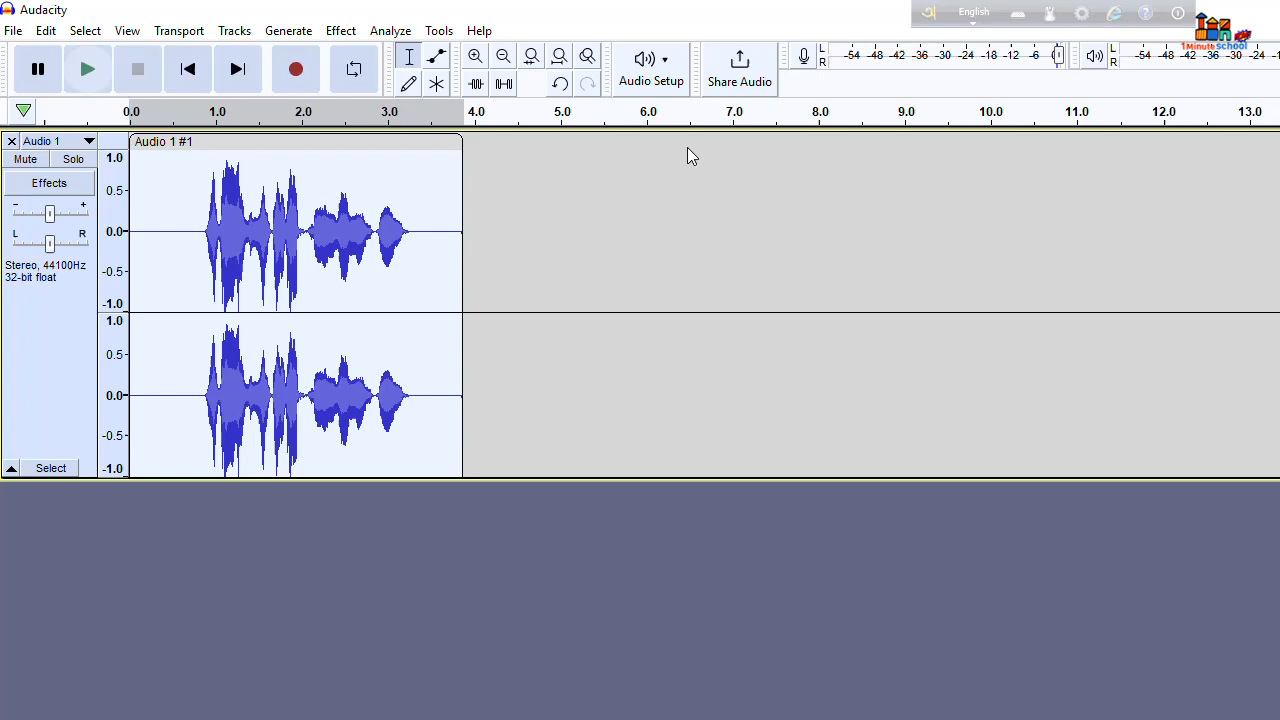 Audacity
English
1Minute SCHOOL
File Edit Select View Transport Tracks Generate Effect Analyze Tools Help
Audio Setup
Share Audio
L
R
-54 -48 -42 -36 -30 -24 -18 -12 -6 0
L
R
-54 -48 -42 -36 -30 -24 -1
0.0 1.0 2.0 3.0 4.0 5.0 6.0 7.0 8.0 9.0 10.0 11.0 12.0 13.0
Audio 1
Audio 1 #1
Mute Solo
Effects
- +
L R
Stereo, 44100Hz
32-bit float
1.0
0.5
0.0
-0.5
-1.0
1.0
0.5
0.0
-0.5
-1.0
Select